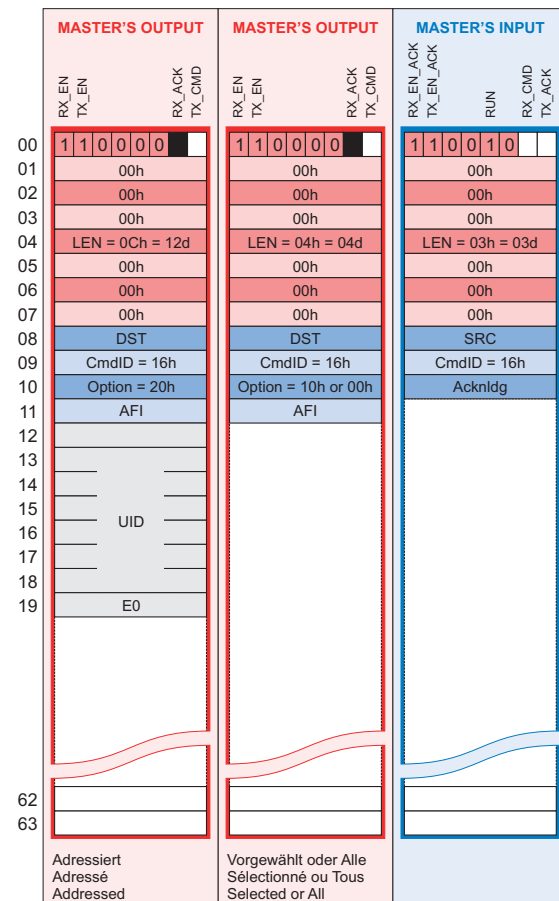 MASTER'S OUTPUT MASTER'S OUTPUT MASTER'S INPUT
RX_EN TX_EN RX_ACK TX_CMD RX_EN TX_EN RX_ACK TX_CMD RX_EN_ACK TX_EN_ACK RUN RX_CMD TX_ACK
00 1 1 0 0 0 0 1 1 0 0 0 0 1 1 0 0 1 0
01 00h 00h 00h
02 00h 00h 00h
03 00h 00h 00h
04 LEN = 0Ch = 12d LEN = 04h = 04d LEN = 03h = 03d
05 00h 00h 00h
06 00h 00h 00h
07 00h 00h 00h
08 DST DST SRC
09 CmdID = 16h CmdID = 16h CmdID = 16h
10 Option = 20h Option = 10h or 00h Acknldg
11 AFI AFI
12
13
14
15
16 UID
17
18
19 E0
62
63
Adressiert Vorgewählt oder Alle
Adressé Sélectionné ou Tous
Addressed Selected or All